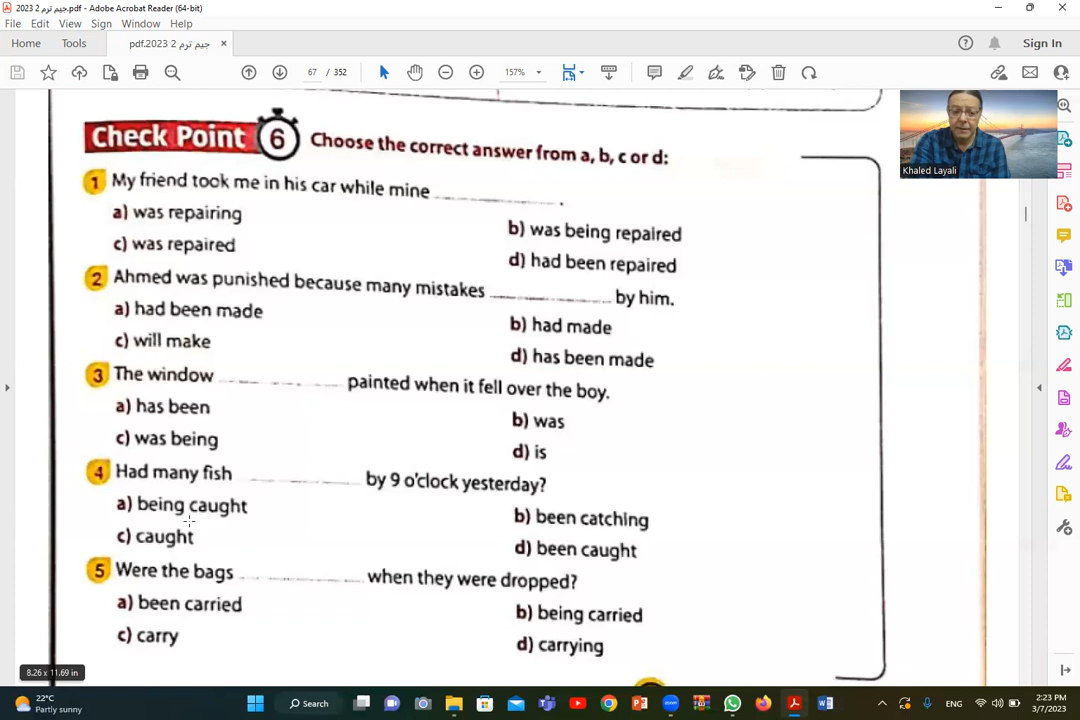 جيم ترم 2 2023.pdf - Adobe Acrobat Reader (64-bit)
File Edit View Sign Window Help
Home Tools جيم ترم 2 2023.pdf × Sign In
67 / 352 157%
Check Point 6 Choose the correct answer from a, b, c or d:
Khaled Layali
1 My friend took me in his car while mine ____________ .
a) was repairing
b) was being repaired
c) was repaired
d) had been repaired
2 Ahmed was punished because many mistakes ____________ by him.
a) had been made
b) had made
c) will make
d) has been made
3 The window ____________ painted when it fell over the boy.
a) has been
b) was
c) was being
d) is
4 Had many fish ____________ by 9 o'clock yesterday?
a) being caught
b) been catching
c) caught
d) been caught
5 Were the bags ____________ when they were dropped?
a) been carried
b) being carried
c) carry
d) carrying
8.26 x 11.69 in
22°C
Partly sunny
Search
ENG
2:23 PM
3/7/2023